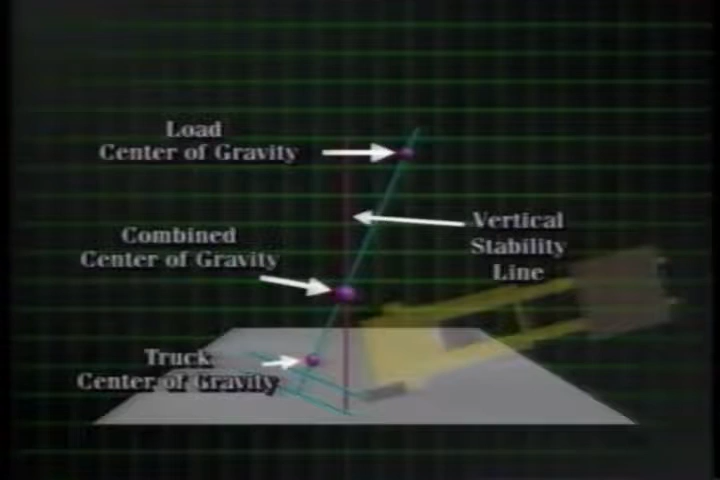 Load
Center of Gravity
Combined
Center of Gravity
Vertical
Stability
Line
Truck
Center of Gravity